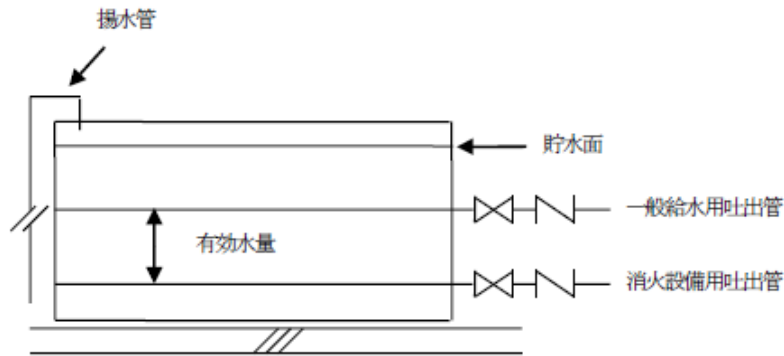 揚水管
貯水面
一般給水用吐出管
有効水量
消火設備用吐出管